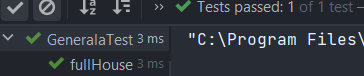 Tests passed: 1 of 1 test –
GeneralaTest 3 ms
"C:\Program Files\
fullHouse 3 ms